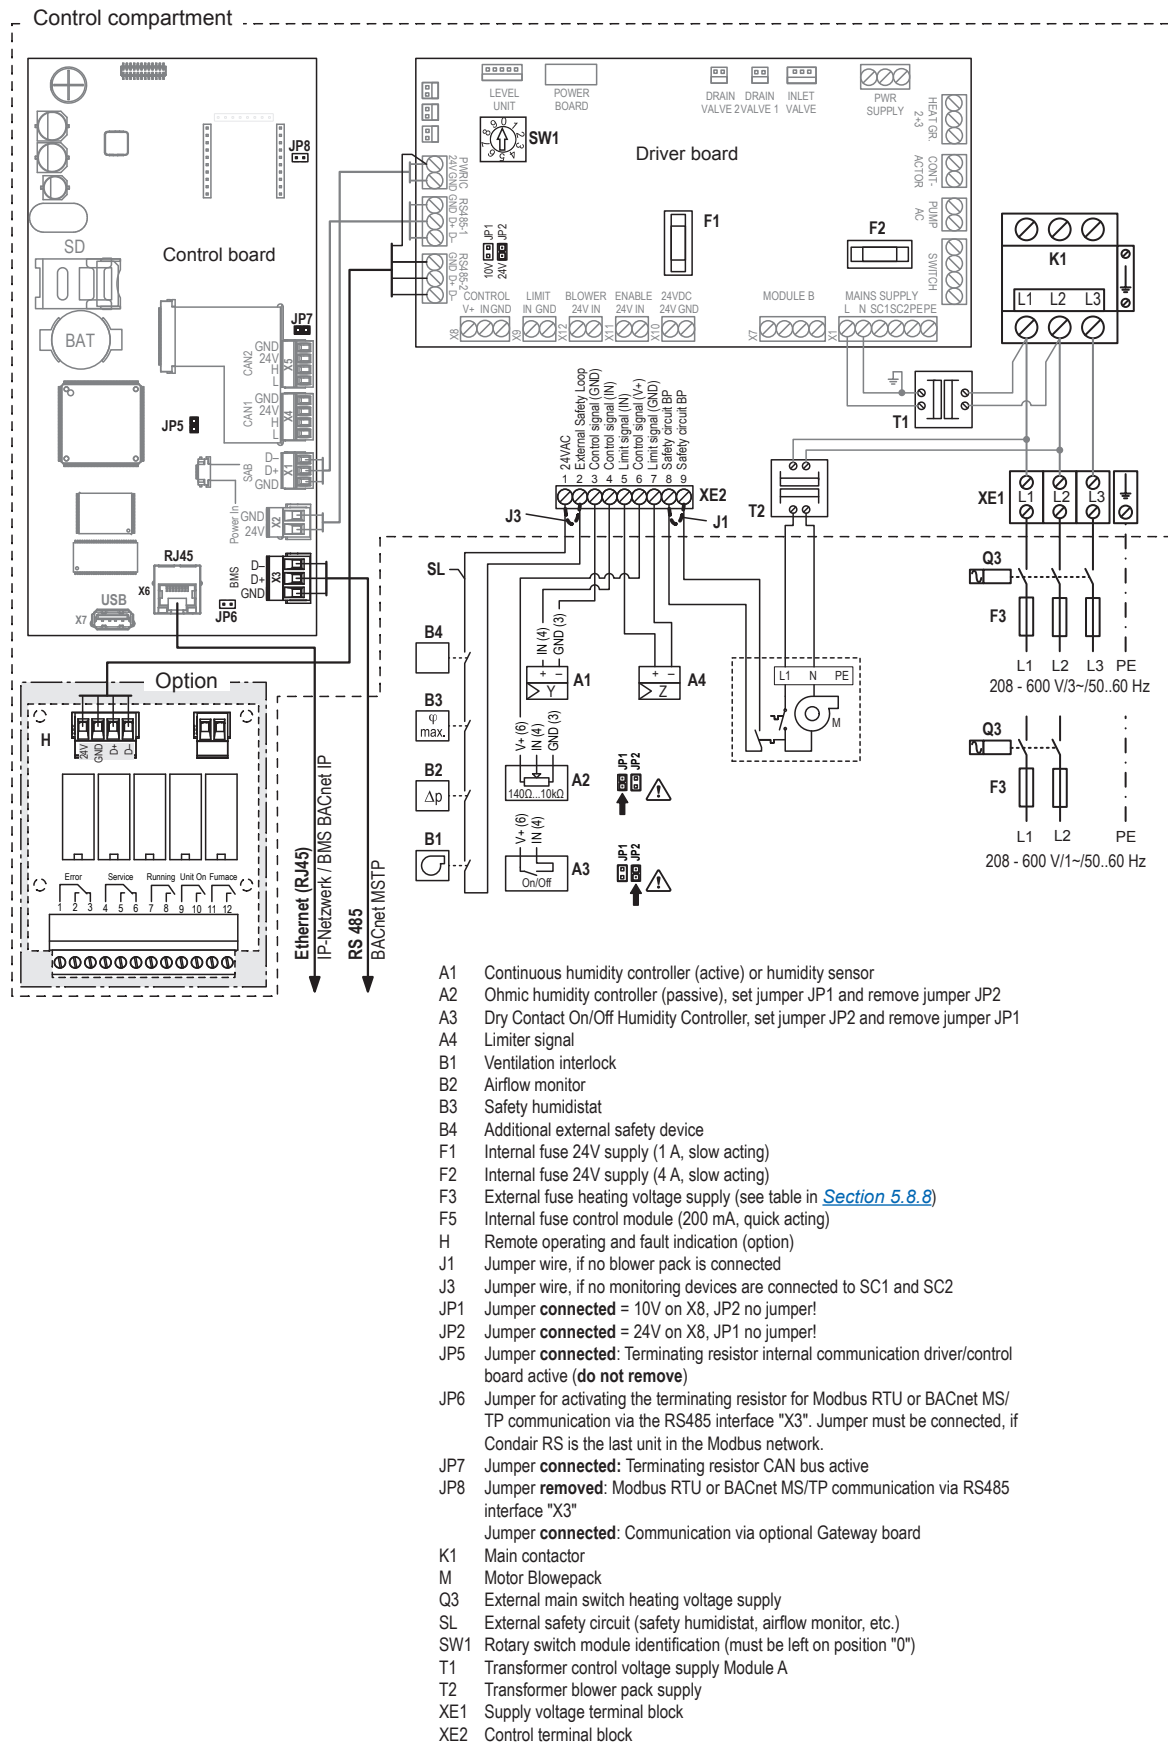 Control compartment
JP8
SD
Control board
BAT
JP7
GND
24V
H
L
CAN2
X5
GND
24V
H
L
CAN1
X4
JP5
SAB
D–
D+
GND
X1
Power In
GND
24V
X2
RJ45
X6
BMS
D–
D+
GND
X3
JP6
USB
X7
LEVEL UNIT
POWER BOARD
DRAIN VALVE 2
DRAIN VALVE 1
INLET VALVE
PWR SUPPLY
HEAT GR. 2+3
CONT-
ACTOR
PUMP
AC
SWITCH
0 1 2 3 4 5 6 7 8 9
SW1
Driver board
PWRIC
24V GND
RS485-1
GND D+ D–
RS485-2
GND D+ D–
JP1
JP2
10V
24V
F1
F2
CONTROL
V+ IN GND
X8
LIMIT
IN GND
X9
BLOWER
24V IN
X12
ENABLE
24V IN
X11
24VDC
24V GND
X10
MODULE B
X7
MAINS SUPPLY
L N SC1SC2PEPE
X1
K1
L1 L2 L3
T1
24VAC
External Safety Loop
Control signal (GND)
Control signal (IN)
Limit signal (IN)
Control signal (V+)
Limit signal (GND)
Safety circuit BP
Safety circuit BP
1 2 3 4 5 6 7 8 9
XE2
J3
J1
T2
XE1
L1 L2 L3
SL
B4
B3
φ
max.
B2
Δp
B1
IN (4)
GND (3)
+ –
Y
A1
+ –
Z
A4
V+ (6)
IN (4)
GND (3)
140Ω...10kΩ
A2
JP1
JP2
V+ (6)
IN (4)
On/Off
A3
JP1
JP2
L1 N PE
M
Q3
F3
L1 L2 L3 PE
208 - 600 V/3~/50..60 Hz
Q3
F3
L1 L2 PE
208 - 600 V/1~/50..60 Hz
Option
H
24V
GND
D+
D–
Error
Service
Running
Unit On
Furnace
1 2 3 4 5 6 7 8 9 10 11 12
Ethernet (RJ45)
IP-Netzwerk / BMS BACnet IP
RS 485
BACnet MSTP
A1 Continuous humidity controller (active) or humidity sensor
A2 Ohmic humidity controller (passive), set jumper JP1 and remove jumper JP2
A3 Dry Contact On/Off Humidity Controller, set jumper JP2 and remove jumper JP1
A4 Limiter signal
B1 Ventilation interlock
B2 Airflow monitor
B3 Safety humidistat
B4 Additional external safety device
F1 Internal fuse 24V supply (1 A, slow acting)
F2 Internal fuse 24V supply (4 A, slow acting)
F3 External fuse heating voltage supply (see table in Section 5.8.8)
F5 Internal fuse control module (200 mA, quick acting)
H Remote operating and fault indication (option)
J1 Jumper wire, if no blower pack is connected
J3 Jumper wire, if no monitoring devices are connected to SC1 and SC2
JP1 Jumper connected = 10V on X8, JP2 no jumper!
JP2 Jumper connected = 24V on X8, JP1 no jumper!
JP5 Jumper connected: Terminating resistor internal communication driver/control
board active (do not remove)
JP6 Jumper for activating the terminating resistor for Modbus RTU or BACnet MS/
TP communication via the RS485 interface "X3". Jumper must be connected, if
Condair RS is the last unit in the Modbus network.
JP7 Jumper connected: Terminating resistor CAN bus active
JP8 Jumper removed: Modbus RTU or BACnet MS/TP communication via RS485
interface "X3"
Jumper connected: Communication via optional Gateway board
K1 Main contactor
M Motor Blowepack
Q3 External main switch heating voltage supply
SL External safety circuit (safety humidistat, airflow monitor, etc.)
SW1 Rotary switch module identification (must be left on position "0")
T1 Transformer control voltage supply Module A
T2 Transformer blower pack supply
XE1 Supply voltage terminal block
XE2 Control terminal block